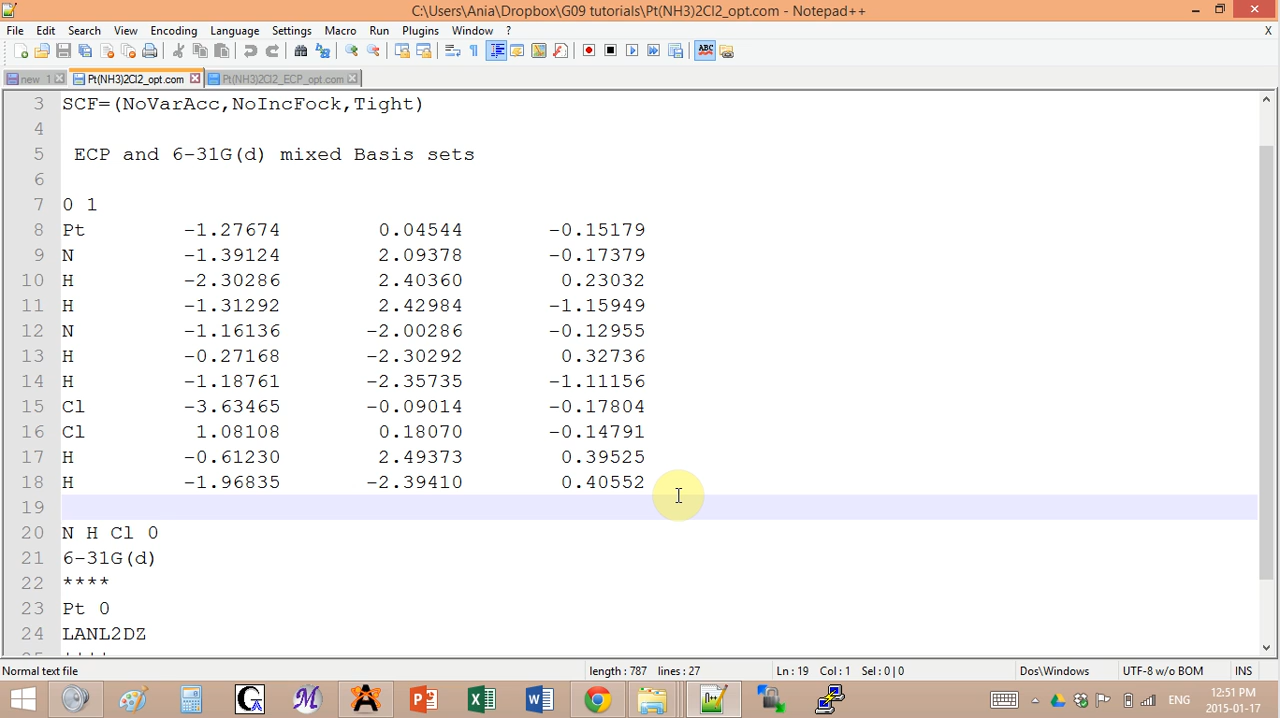 C:\Users\Ania\Dropbox\G09 tutorials\Pt(NH3)2Cl2_opt.com - Notepad++
File Edit Search View Encoding Language Settings Macro Run Plugins Window ? X
new 1 Pt(NH3)2Cl2_opt.com Pt(NH3)2Cl2_ECP_opt.com
3 SCF=(NoVarAcc,NoIncFock,Tight)
4
5 ECP and 6-31G(d) mixed Basis sets
6
7 0 1
8 Pt -1.27674 0.04544 -0.15179
9 N -1.39124 2.09378 -0.17379
10 H -2.30286 2.40360 0.23032
11 H -1.31292 2.42984 -1.15949
12 N -1.16136 -2.00286 -0.12955
13 H -0.27168 -2.30292 0.32736
14 H -1.18761 -2.35735 -1.11156
15 Cl -3.63465 -0.09014 -0.17804
16 Cl 1.08108 0.18070 -0.14791
17 H -0.61230 2.49373 0.39525
18 H -1.96835 -2.39410 0.40552
19
20 N H Cl 0
21 6-31G(d)
22 ****
23 Pt 0
24 LANL2DZ
Normal text file length : 787 lines : 27 Ln : 19 Col : 1 Sel : 0 | 0 Dos\Windows UTF-8 w/o BOM INS
ENG 12:51 PM
2015-01-17